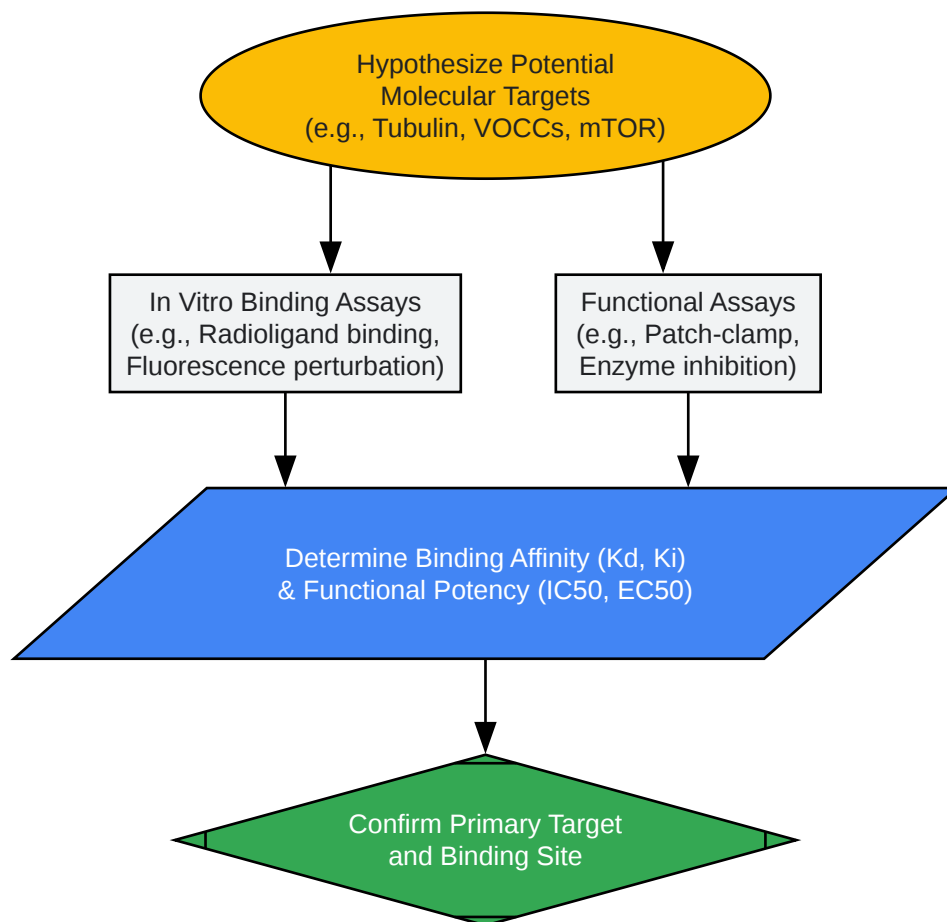 Hypothesize Potential
Molecular Targets
(e.g., Tubulin, VOCCs, mTOR)
In Vitro Binding Assays
(e.g., Radioligand binding,
Fluorescence perturbation)
Functional Assays
(e.g., Patch-clamp,
Enzyme inhibition)
Determine Binding Affinity (Kd, Ki)
& Functional Potency (IC50, EC50)
Confirm Primary Target
and Binding Site